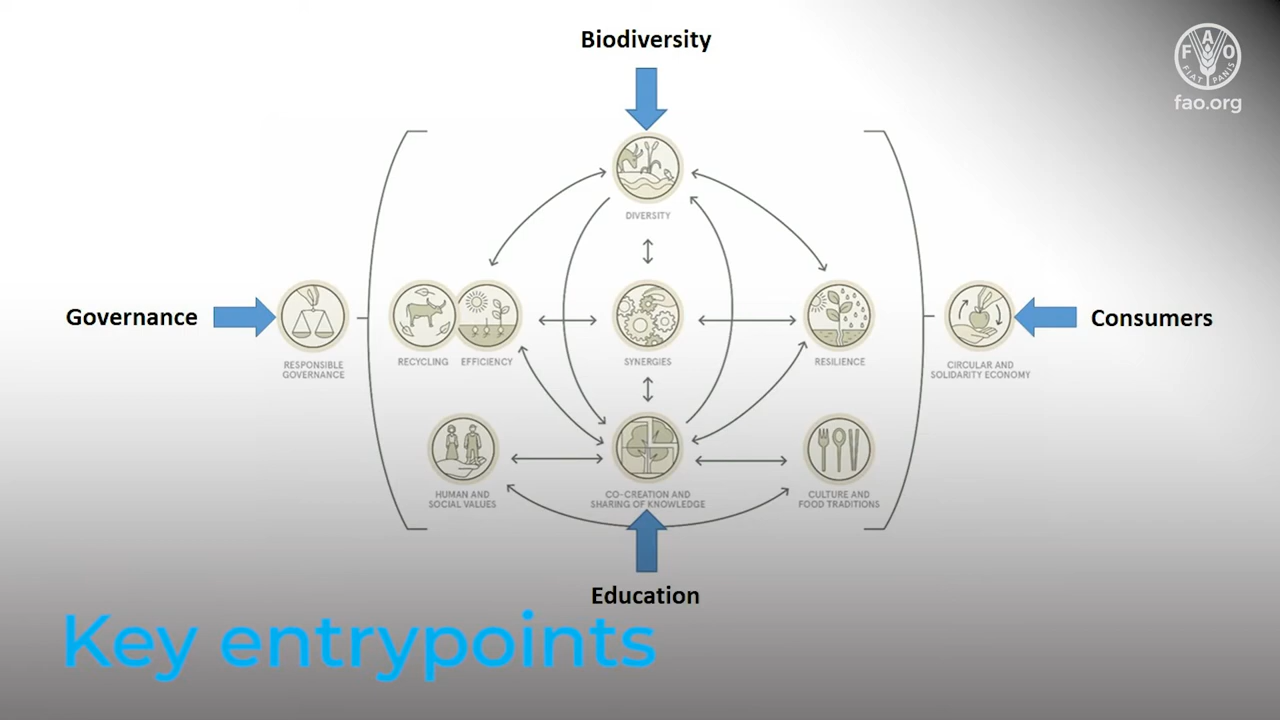 Biodiversity
F A O
FIAT PANIS
fao.org
DIVERSITY
Governance
Consumers
RESPONSIBLE
GOVERNANCE
RECYCLING
EFFICIENCY
SYNERGIES
RESILIENCE
CIRCULAR AND
SOLIDARITY ECONOMY
HUMAN AND
SOCIAL VALUES
CO-CREATION AND
SHARING OF KNOWLEDGE
CULTURE AND
FOOD TRADITIONS
Education
Key entrypoints